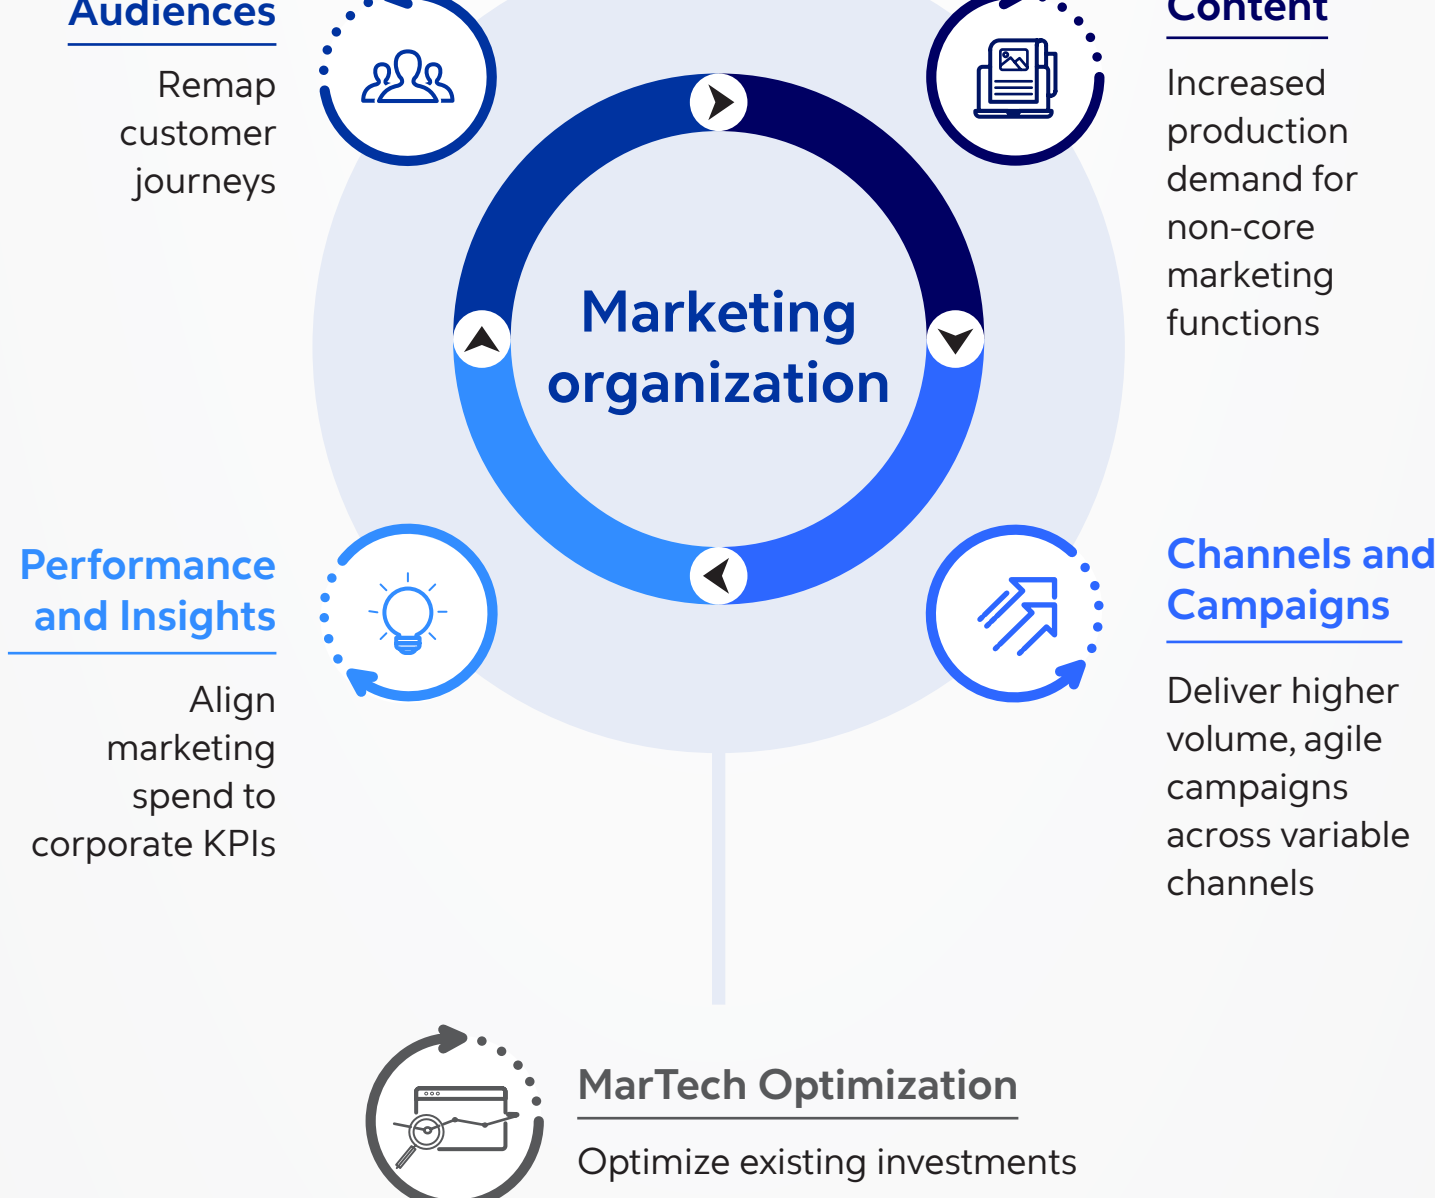 Audiences
Remap
customer
journeys
Content
Increased
production
demand for
non-core
marketing
functions
Marketing
organization
Performance
and Insights
Align
marketing
spend to
corporate KPIs
Channels and
Campaigns
Deliver higher
volume, agile
campaigns
across variable
channels
MarTech Optimization
Optimize existing investments